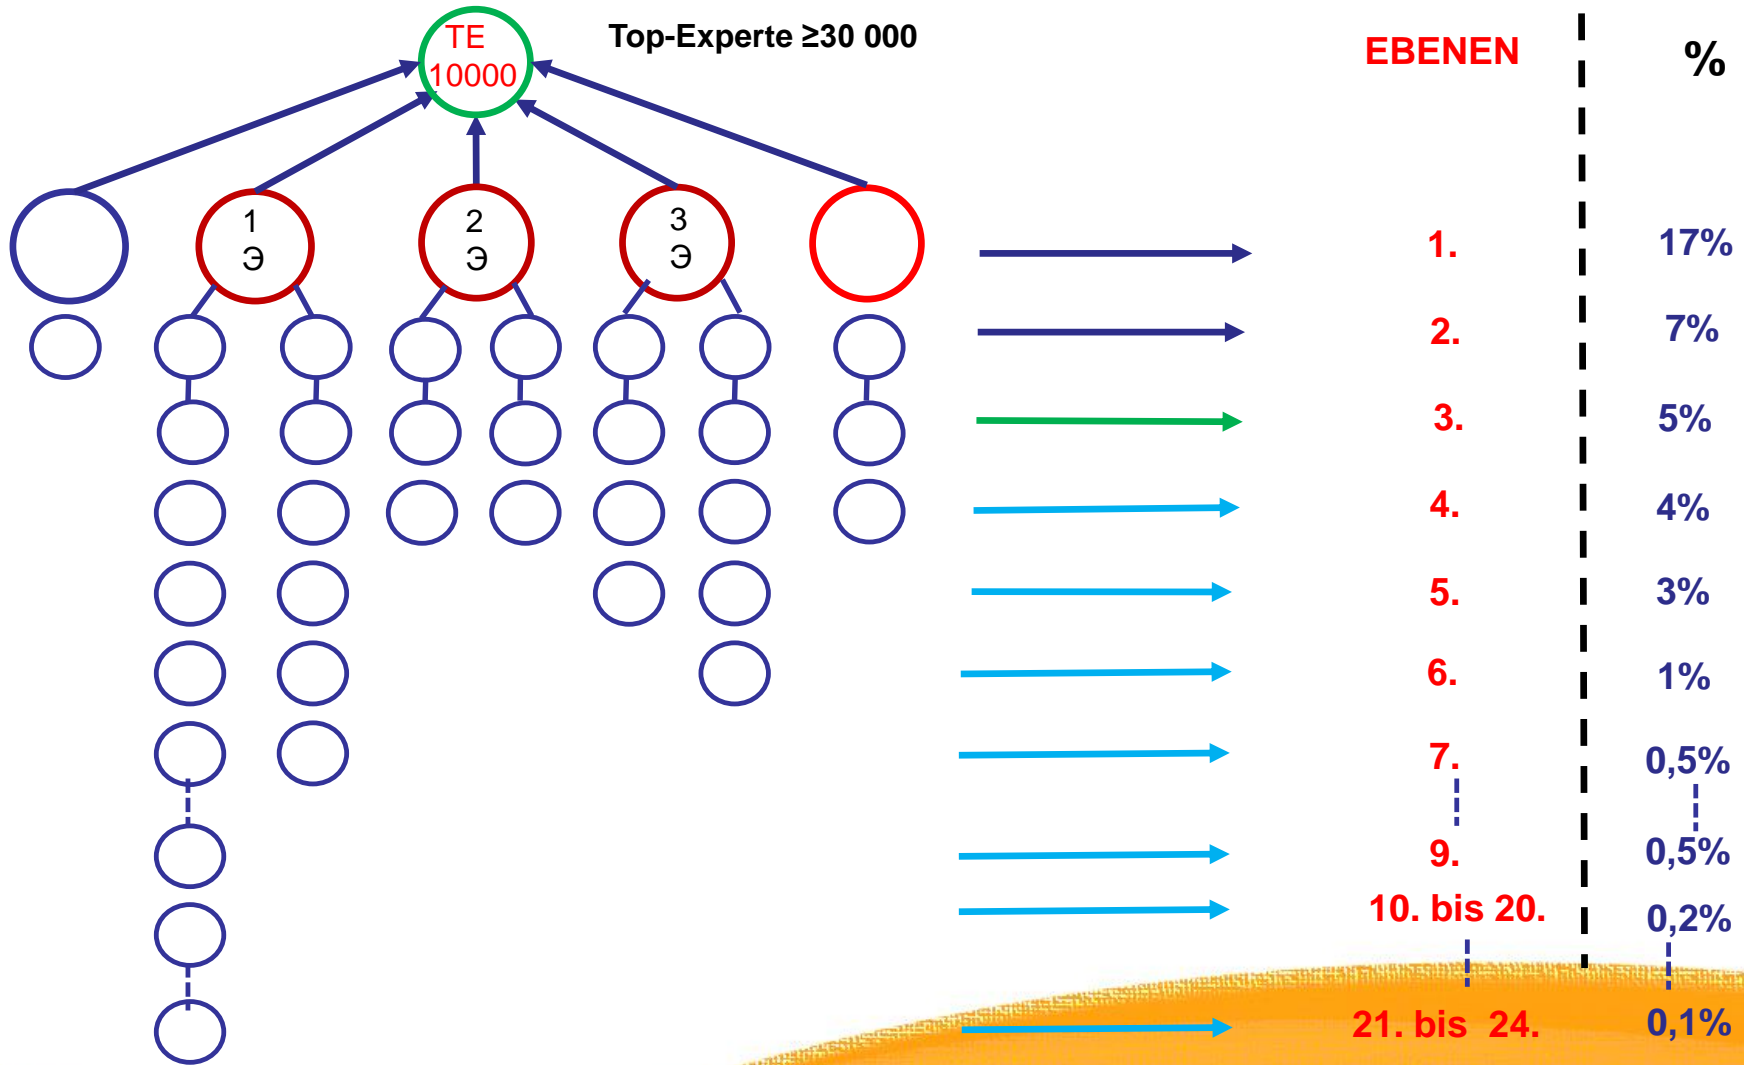 TE
10000
Top-Experte ≥30 000
EBENEN
%
1
Э
2
Э
3
Э
1.
17%
2.
7%
3.
5%
4.
4%
5.
3%
6.
1%
7.
0,5%
9.
0,5%
10. bis 20.
0,2%
21. bis 24.
0,1%